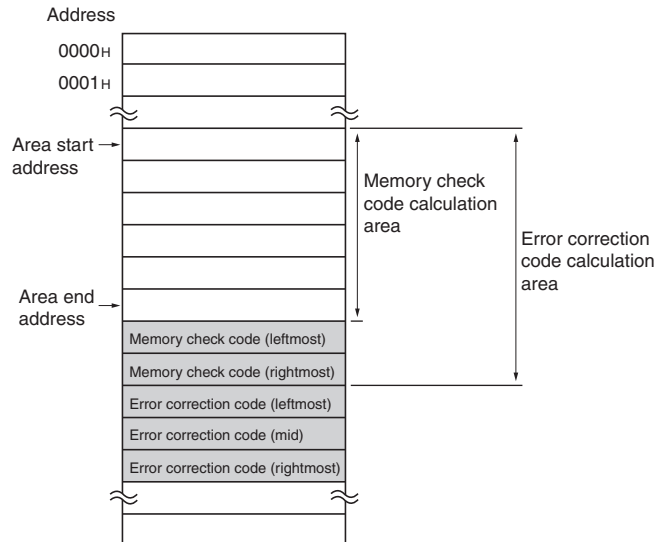 Address
0000H
0001H
Area start
address
Memory check
code calculation
area
Error correction
code calculation
area
Area end
address
Memory check code (leftmost)
Memory check code (rightmost)
Error correction code (leftmost)
Error correction code (mid)
Error correction code (rightmost)